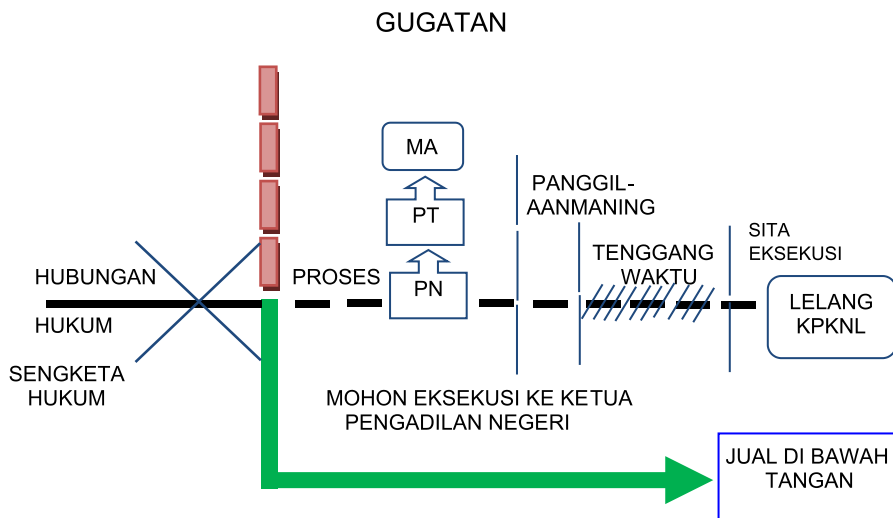 GUGATAN
MA
PT
PN
PANGGIL-
AANMANING
TENGGANG
WAKTU
SITA
EKSEKUSI
HUBUNGAN
HUKUM
PROSES
LELANG
KPKNL
SENGKETA
HUKUM
MOHON EKSEKUSI KE KETUA
PENGADILAN NEGERI
JUAL DI BAWAH
TANGAN